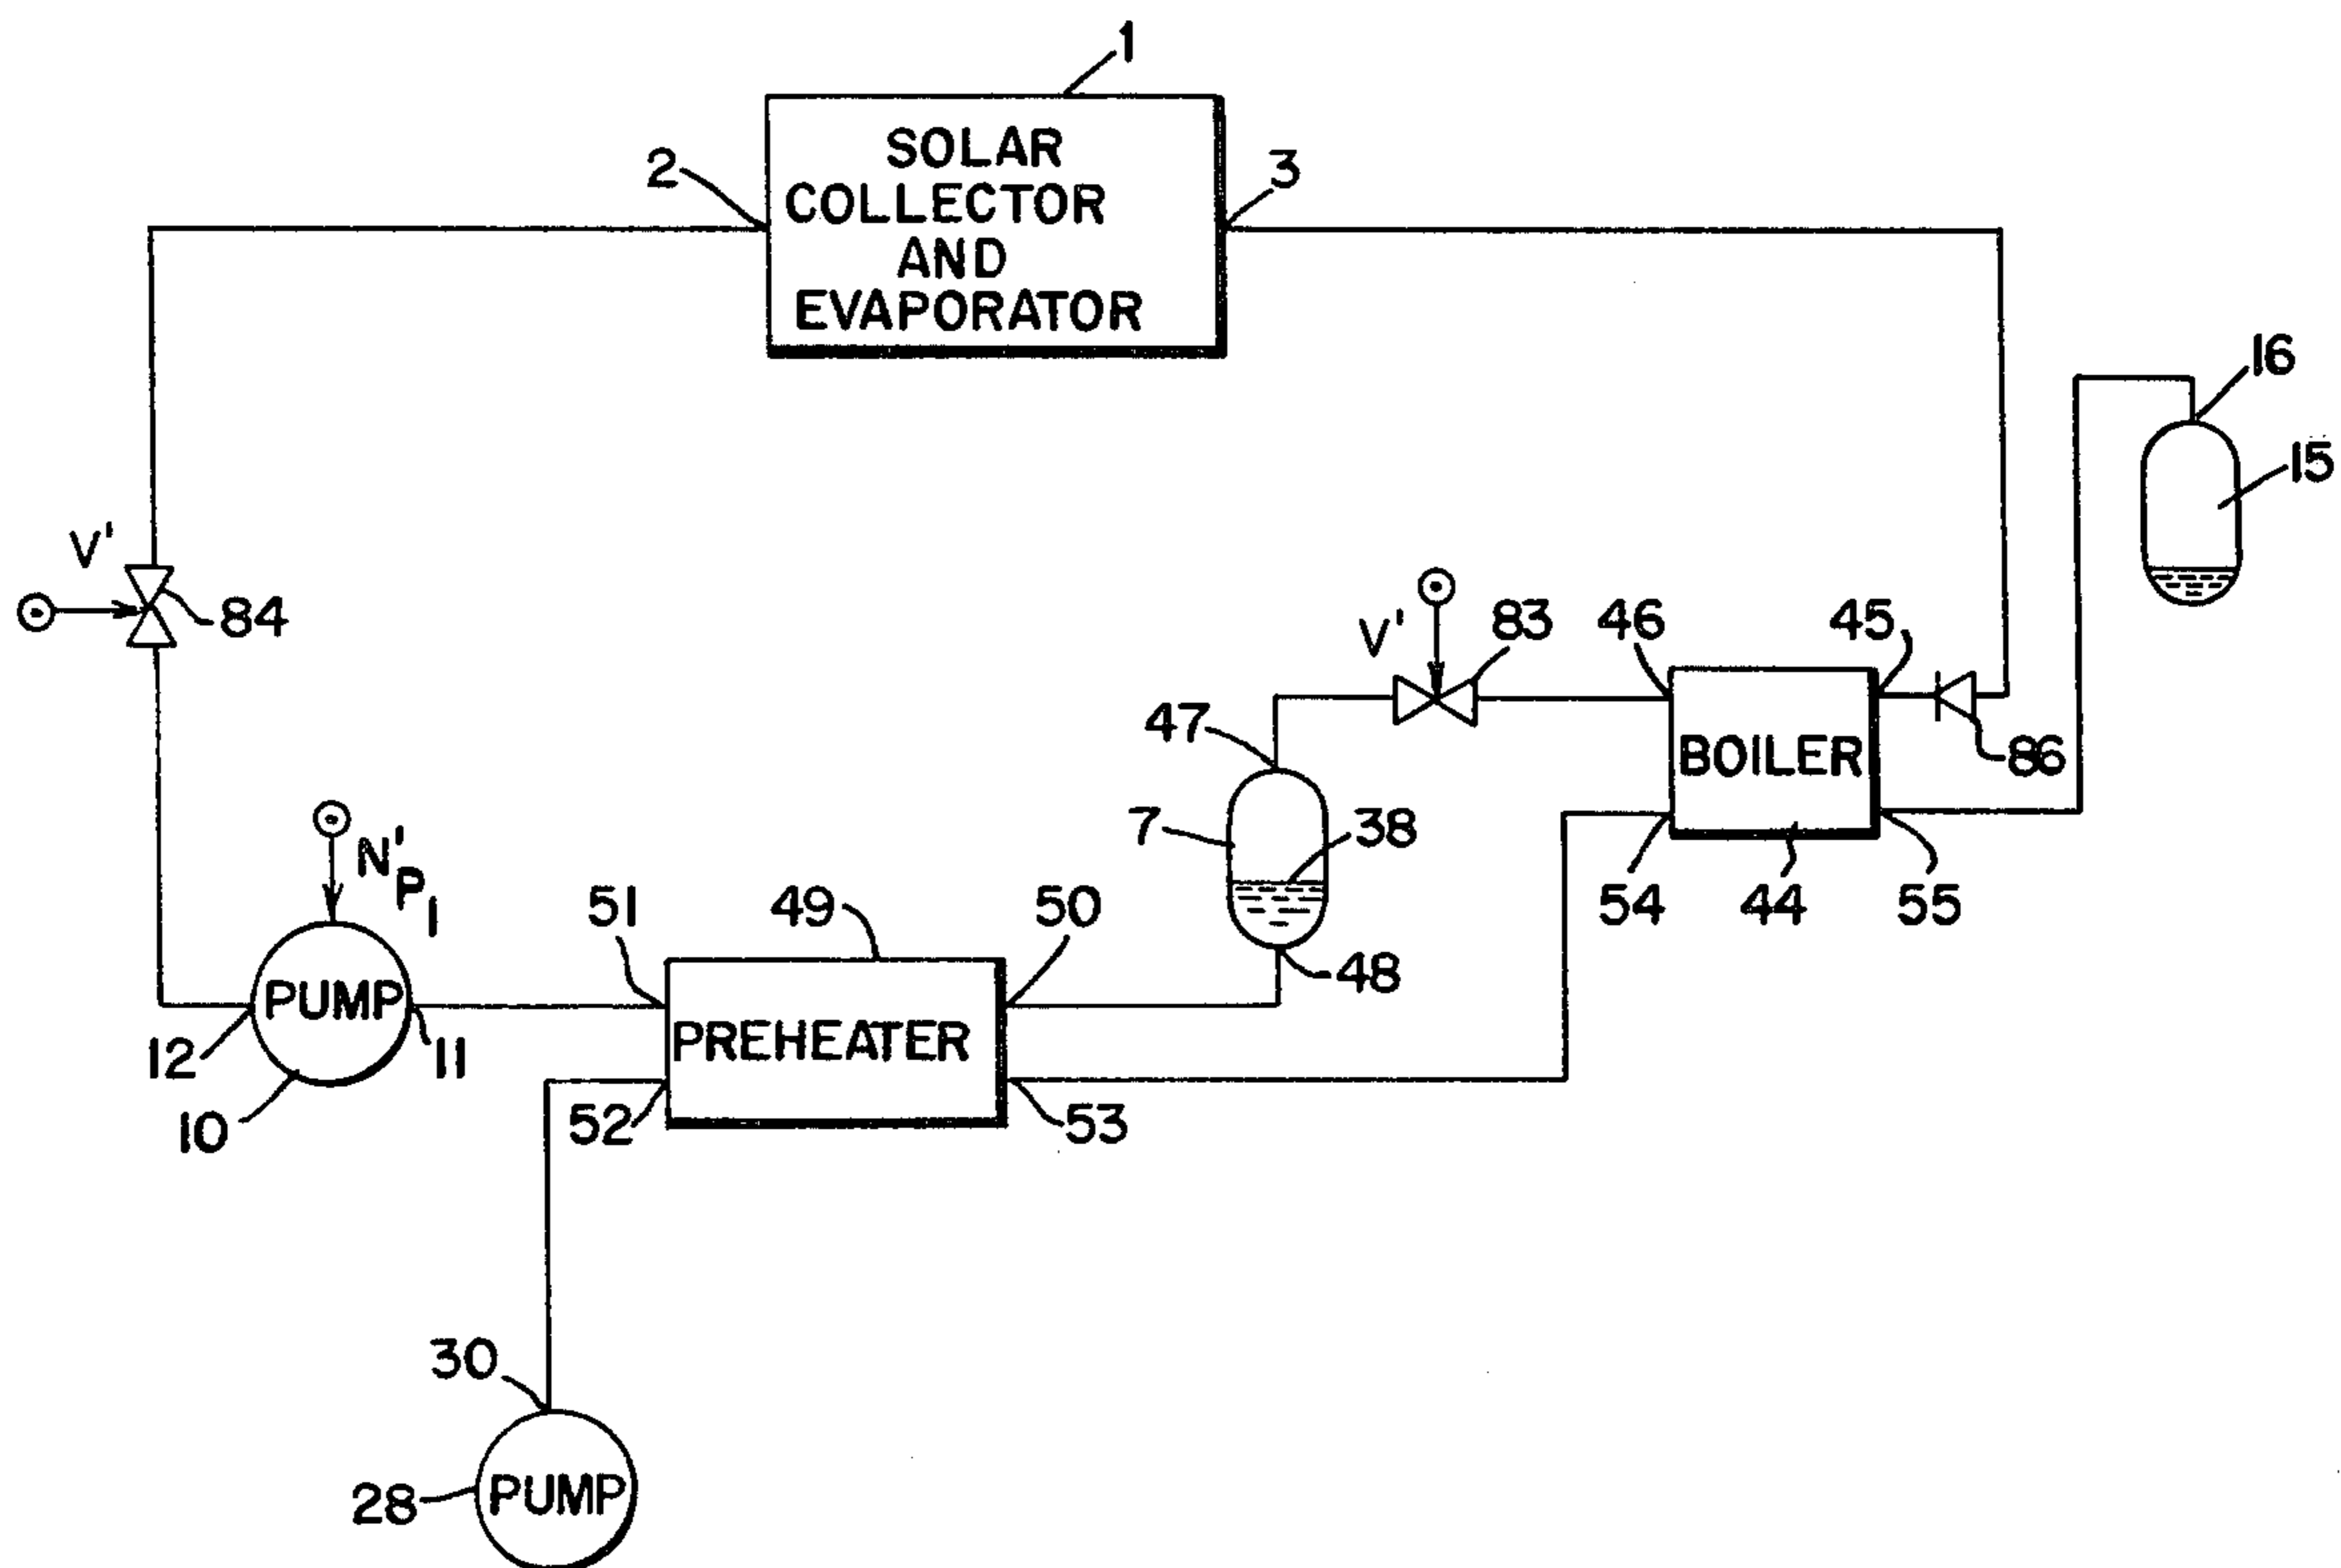 1
SOLAR
COLLECTOR
AND
EVAPORATOR
2
3
16
15
V'
84
V'
83
46
45
47
BOILER
86
7
38
N'P1
54
44
55
51
49
50
48
PUMP
PREHEATER
12
11
10
52
53
30
28
PUMP